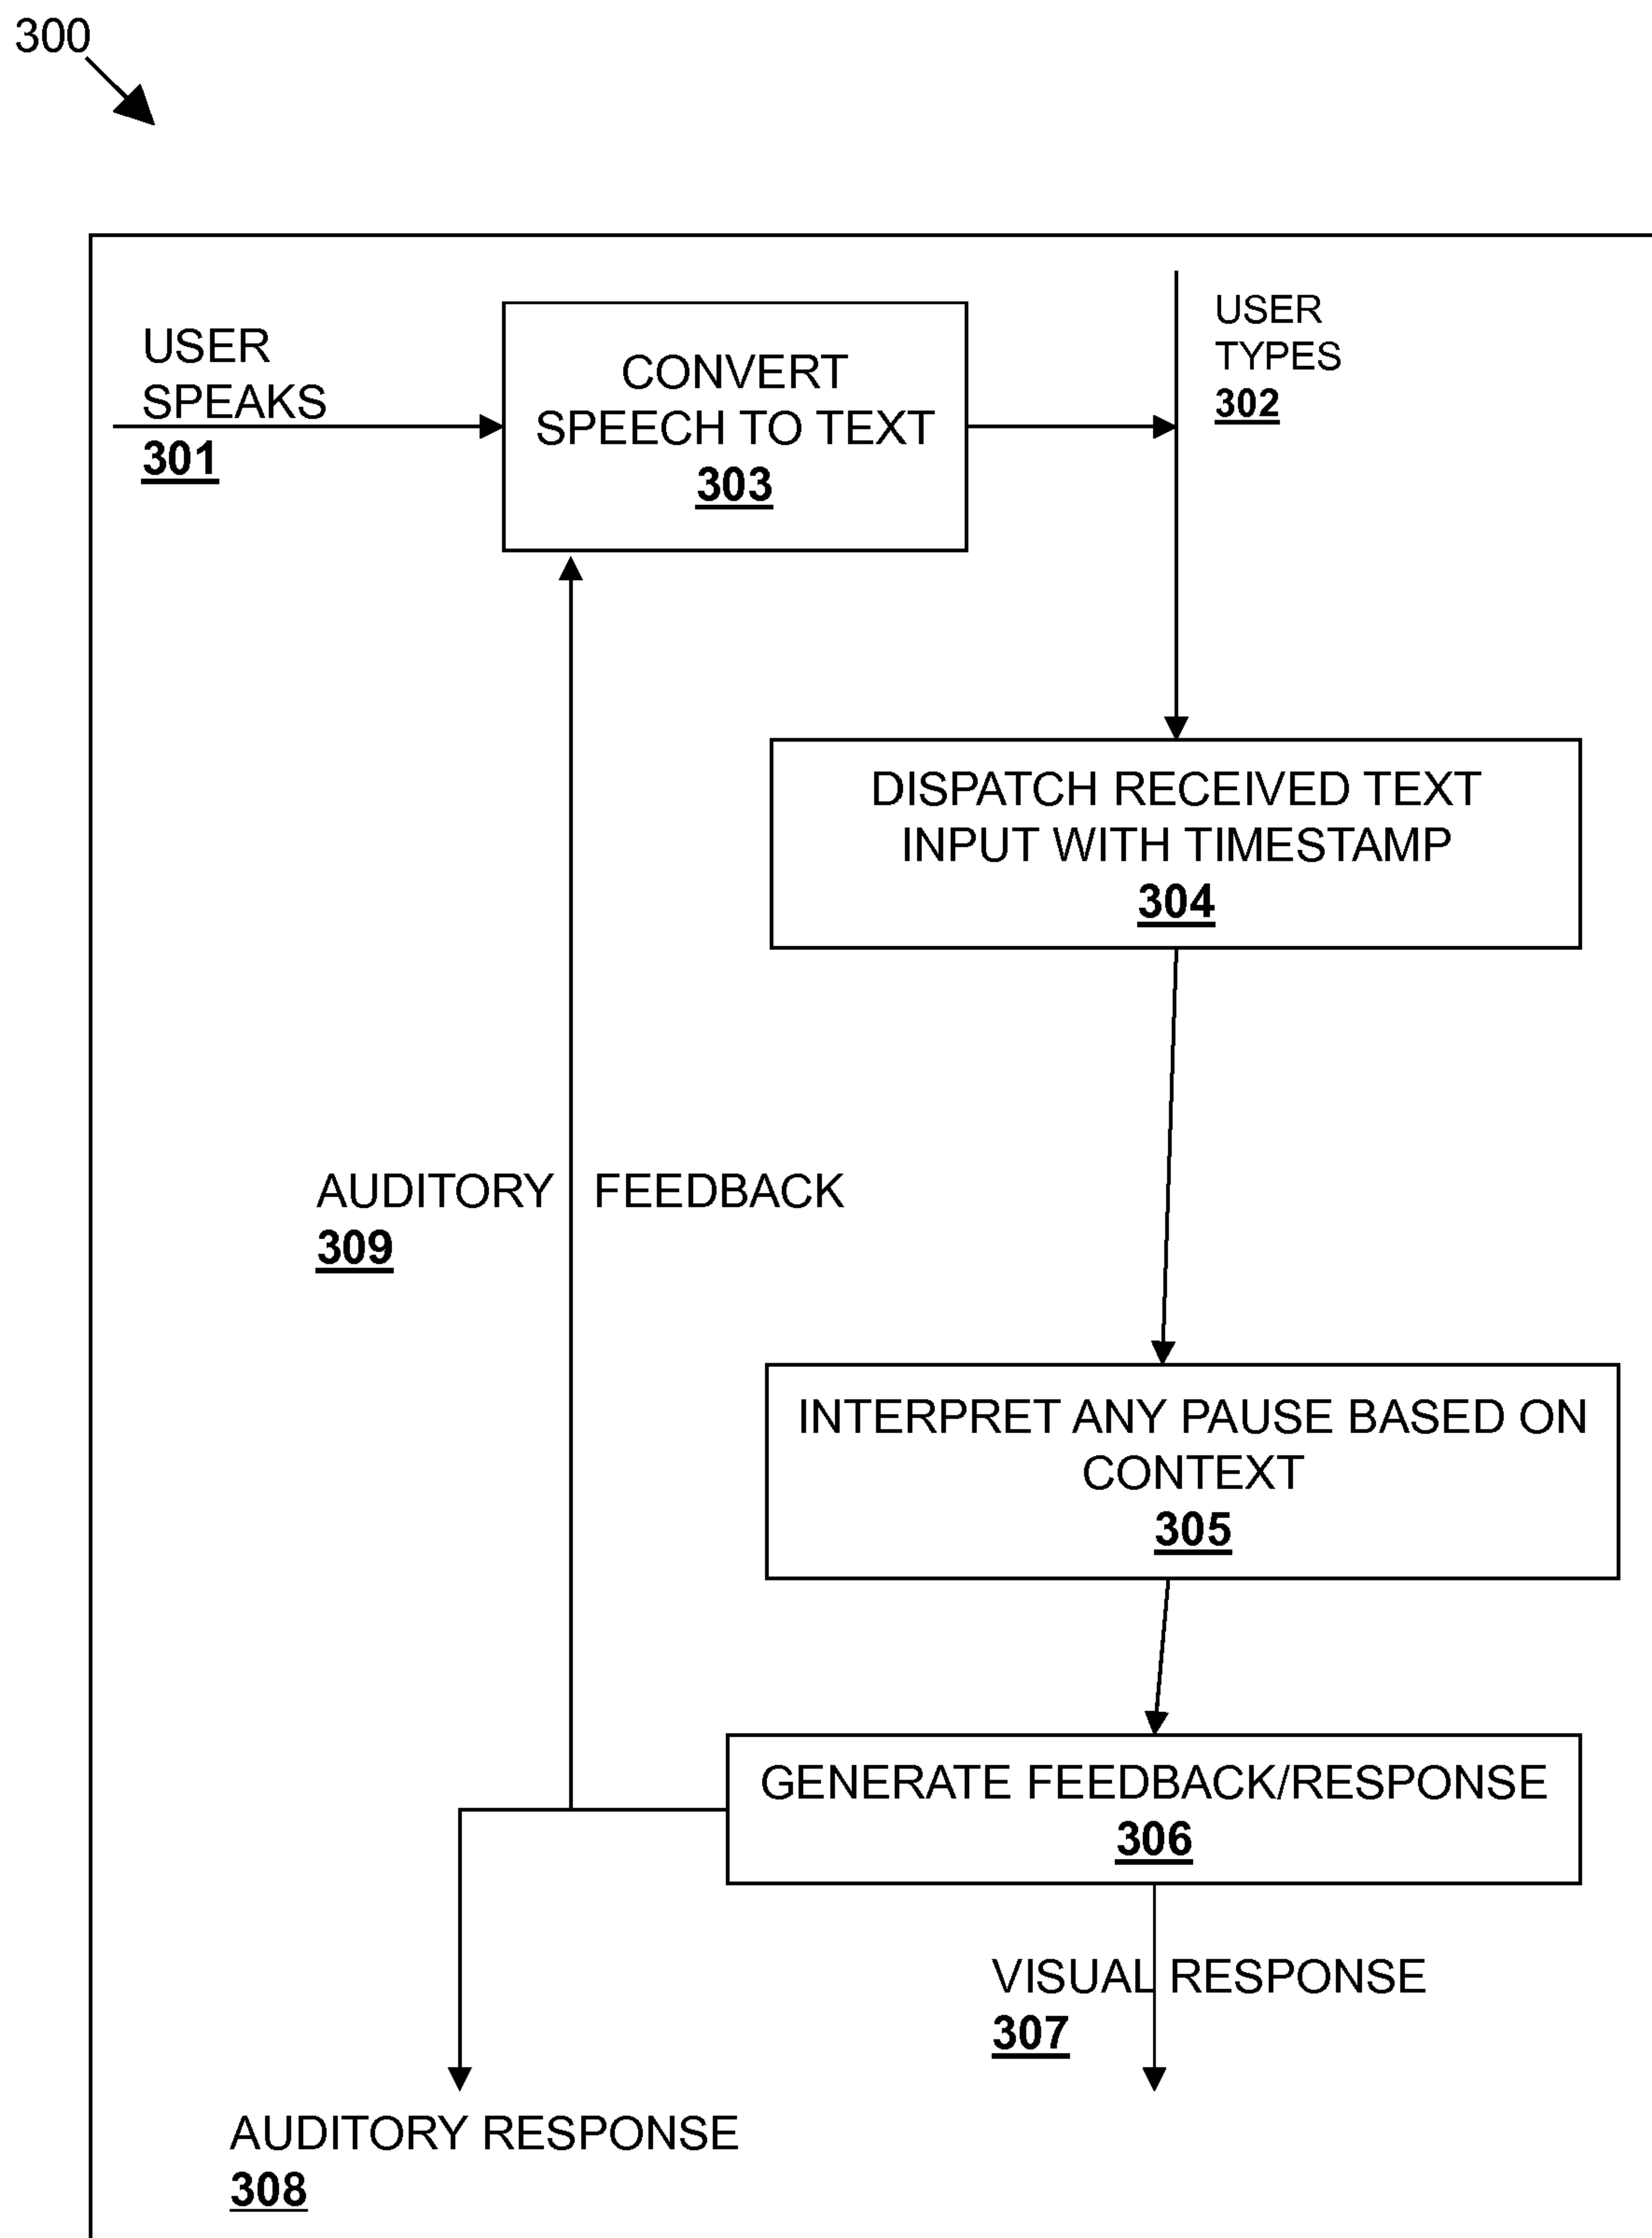 300
USER
SPEAKS
301
CONVERT
SPEECH TO TEXT
303
USER
TYPES
302
DISPATCH RECEIVED TEXT
INPUT WITH TIMESTAMP
304
AUDITORY FEEDBACK
309
INTERPRET ANY PAUSE BASED ON
CONTEXT
305
GENERATE FEEDBACK/RESPONSE
306
VISUAL RESPONSE
307
AUDITORY RESPONSE
308